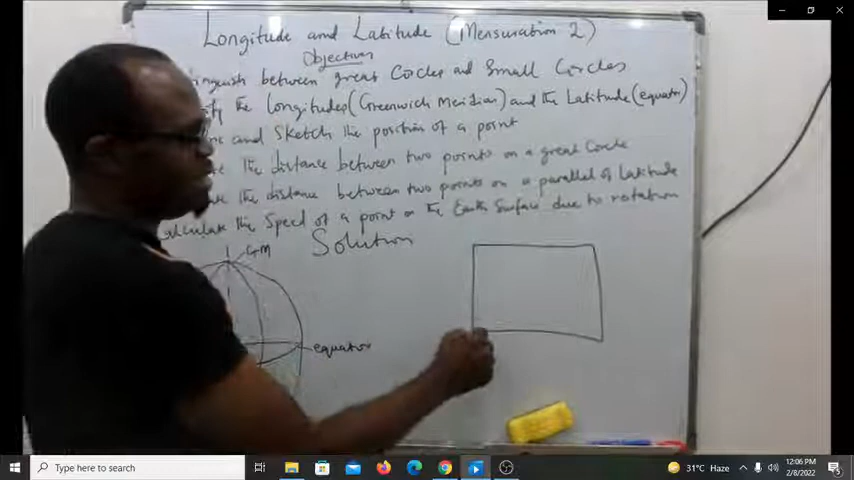 Longitude and Latitude (Mensuration 2)
Objectives
between great Circles and Small Circles
the Longitudes (Greenwich Meridian) and the Latitude (equator)
and Sketch the position of a point
the distance between two points on a great Circle
the distance between two points on a parallel of Latitude
Calculate the Speed of a point on the Earth Surface due to rotation
Solution
GM
equator
Type here to search
31°C Haze
12:06 PM
2/8/2022